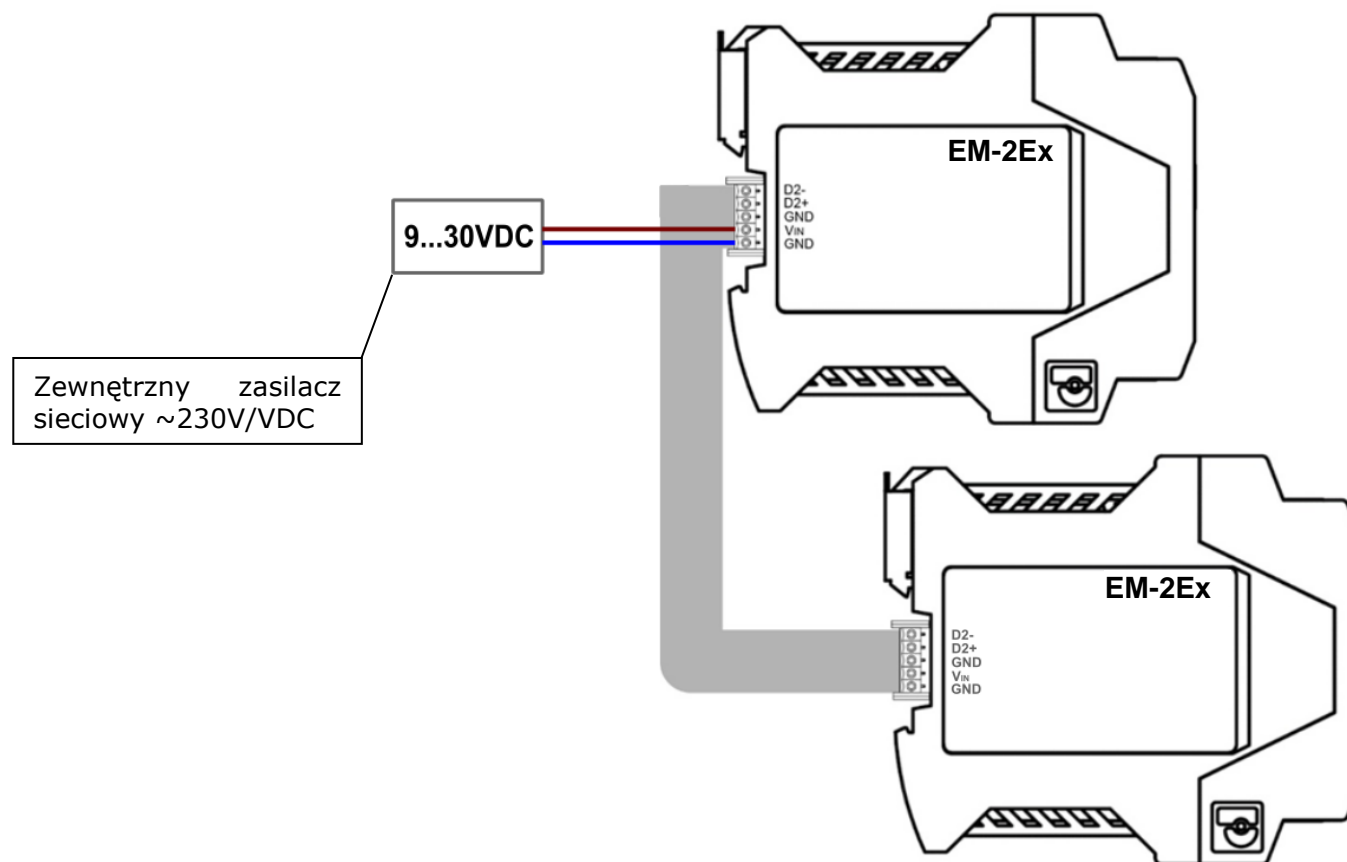 EM-2Ex
D2-
D2+
GND
VIN
GND
9...30VDC
Zewnętrzny zasilacz
sieciowy ~230V/VDC
EM-2Ex
D2-
D2+
GND
VIN
GND